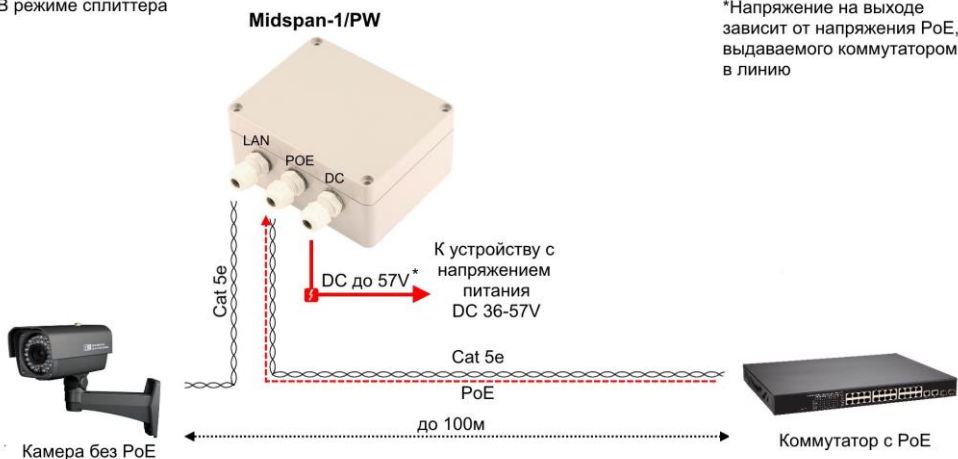 В режиме сплиттера
Midspan-1/PW
*Напряжение на выходе
зависит от напряжения PoE,
выдаваемого коммутатором
в линию
LAN
POE
DC
Cat 5e
DC до 57V*
К устройству с
напряжением
питания
DC 36-57V
Cat 5e
PoE
до 100м
Камера без PoE
Коммутатор с PoE